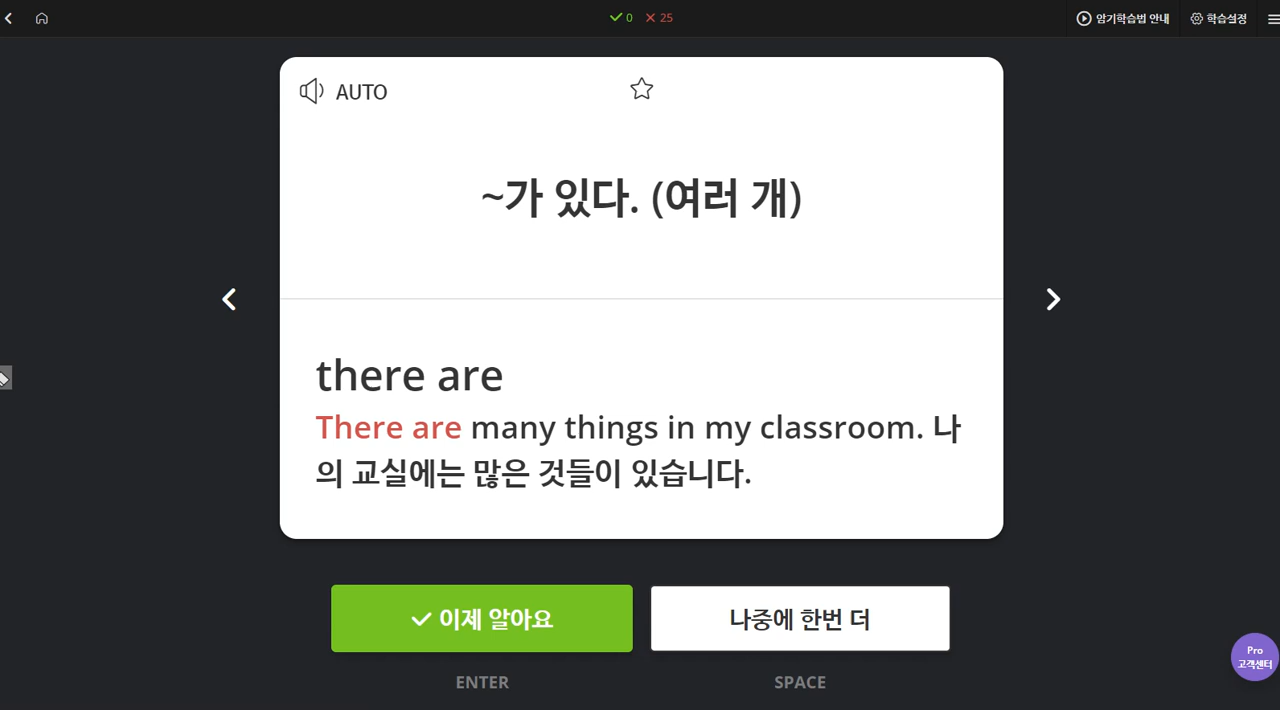 0 25
암기학습법 안내
학습설정
AUTO
~가 있다. (여러 개)
there are
There are many things in my classroom. 나
의 교실에는 많은 것들이 있습니다.
이제 알아요
나중에 한번 더
ENTER
SPACE
Pro
고객센터